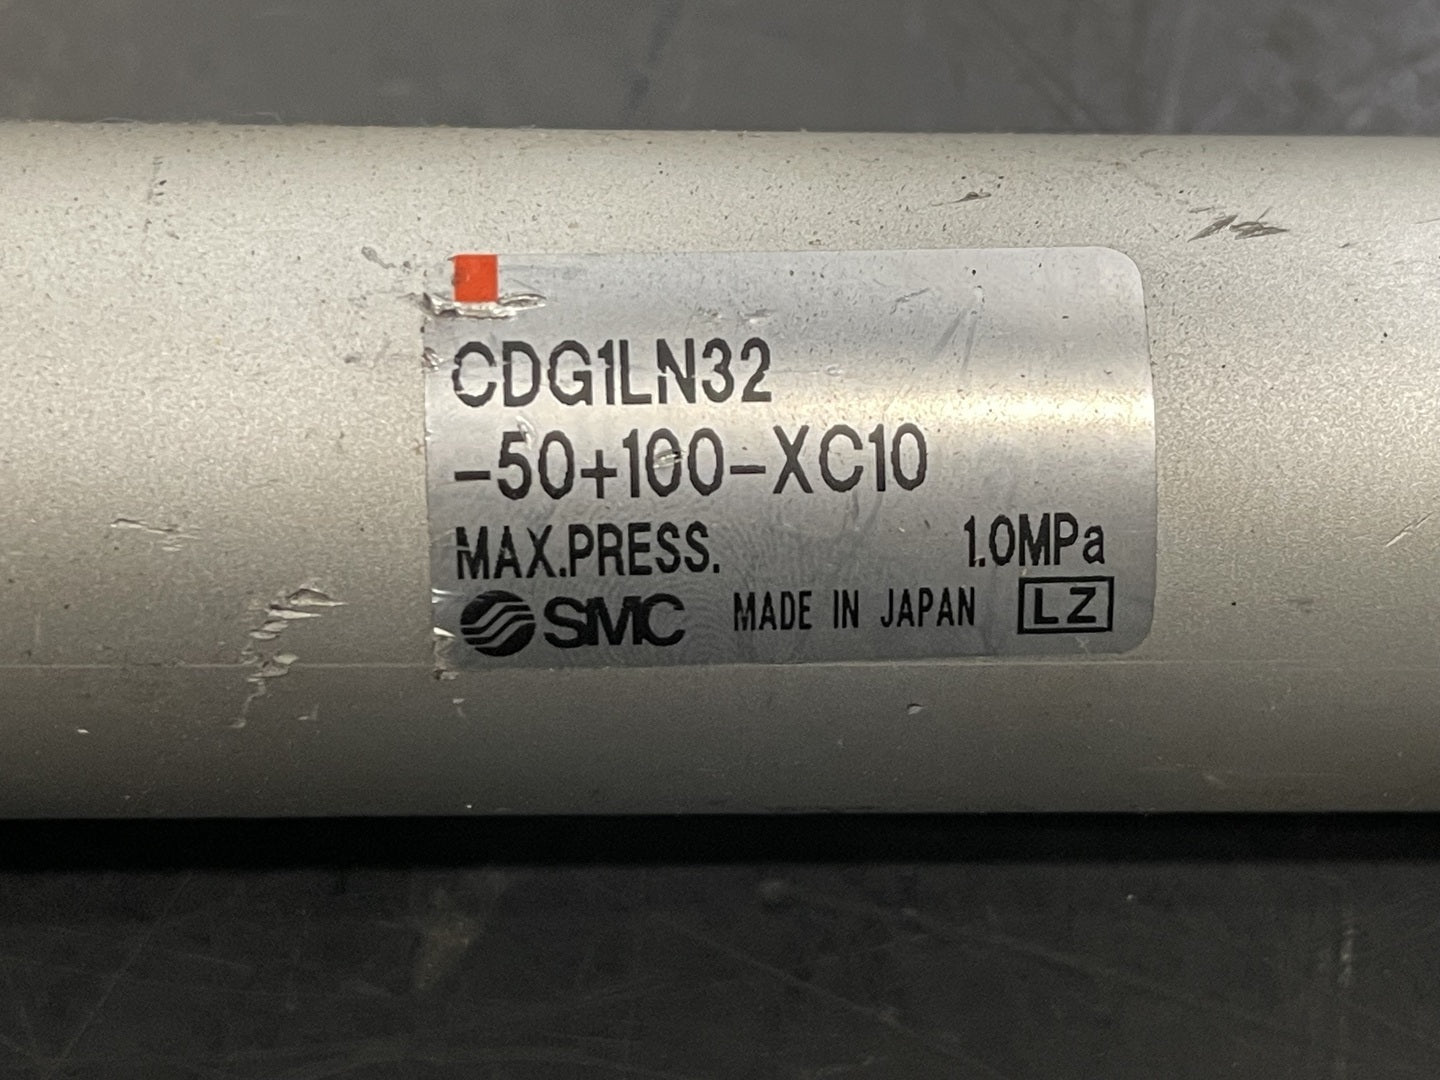 CDG1LN32
-50+100-XC10
MAX.PRESS. 1.0MPa
SMC MADE IN JAPAN LZ